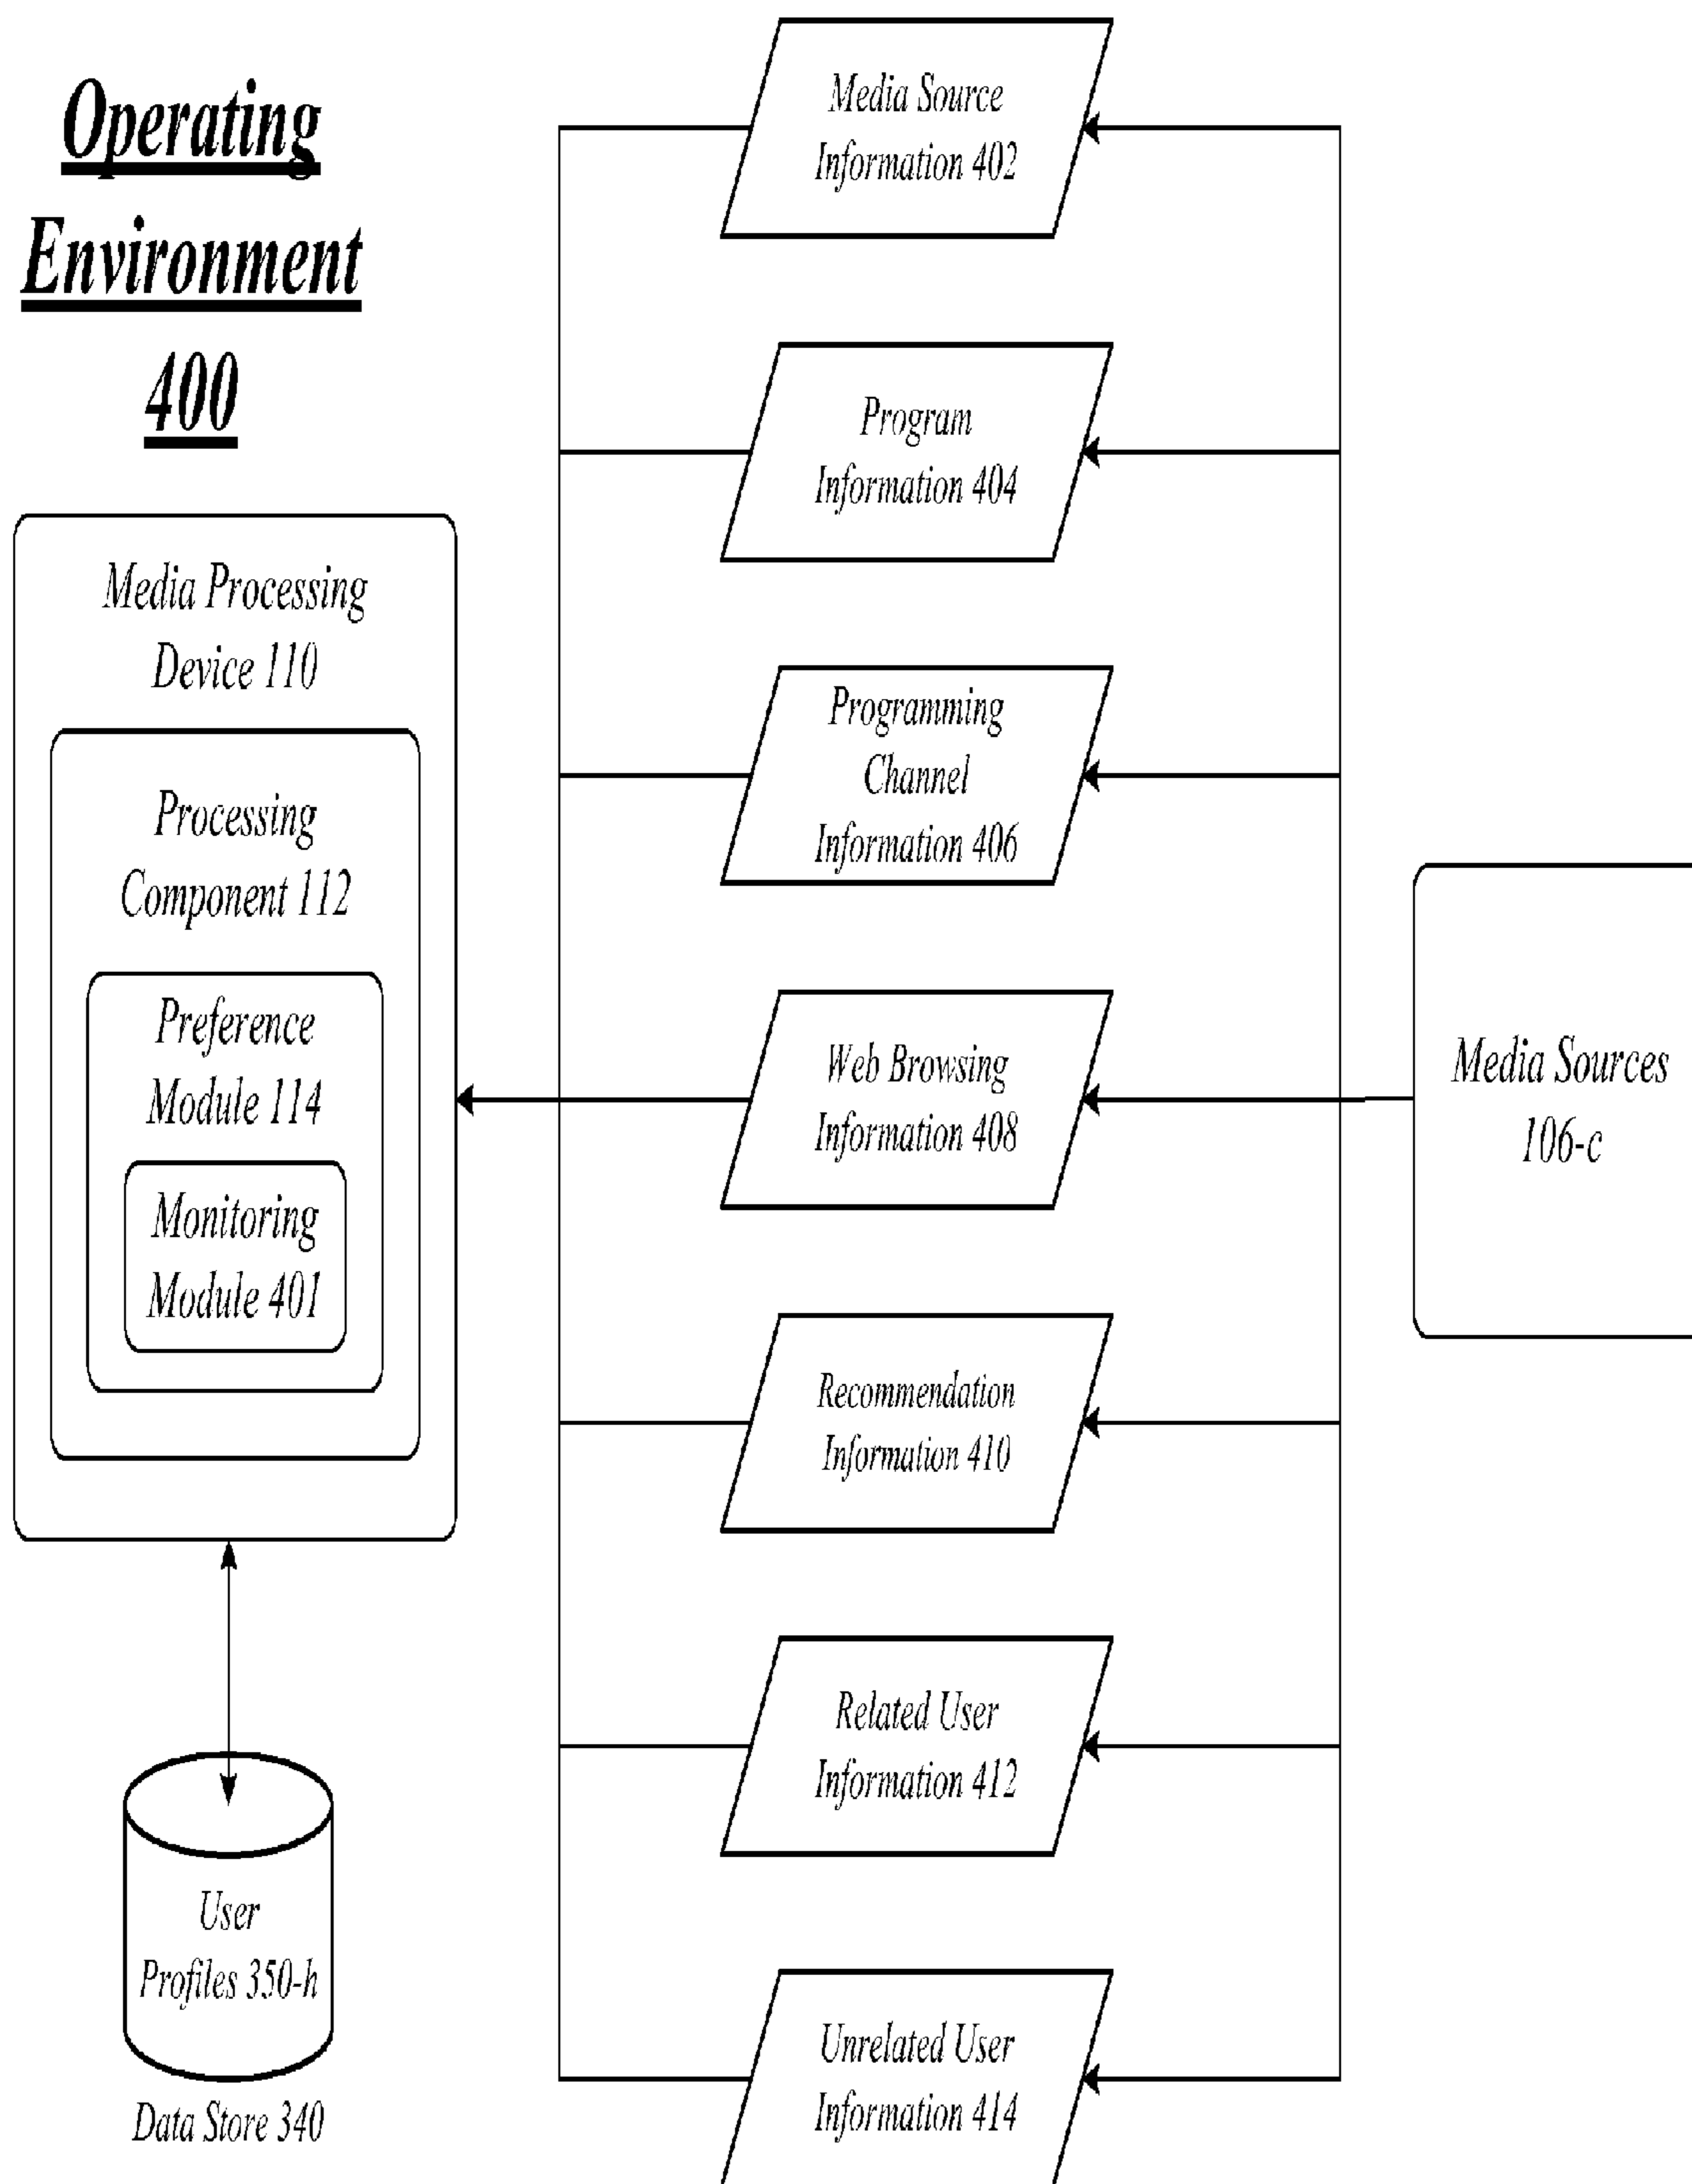 Operating
Environment
400
Media Processing
Device 110
Processing
Component 112
Preference
Module 114
Monitoring
Module 401
User
Profiles 350-h
Data Store 340
Media Source
Information 402
Program
Information 404
Programming
Channel
Information 406
Web Browsing
Information 408
Recommendation
Information 410
Related User
Information 412
Unrelated User
Information 414
Media Sources
106-c